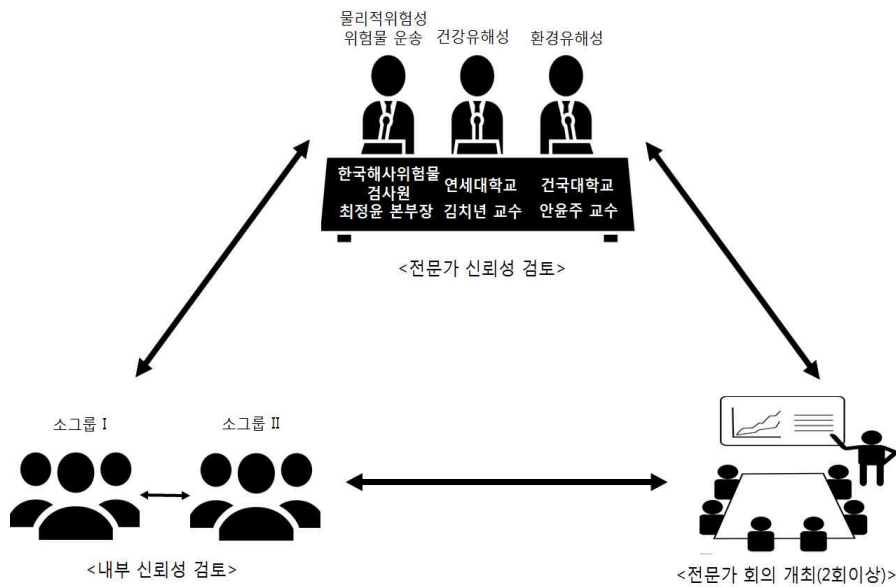 물리적위험성
위험물 운송
건강유해성
환경유해성
한국해사위험물
검사원
최정윤 본부장
연세대학교
김치년 교수
건국대학교
안윤주 교수
<전문가 신뢰성 검토>
소그룹 I
소그룹 II
<내부 신뢰성 검토>
<전문가 회의 개최(2회이상)>